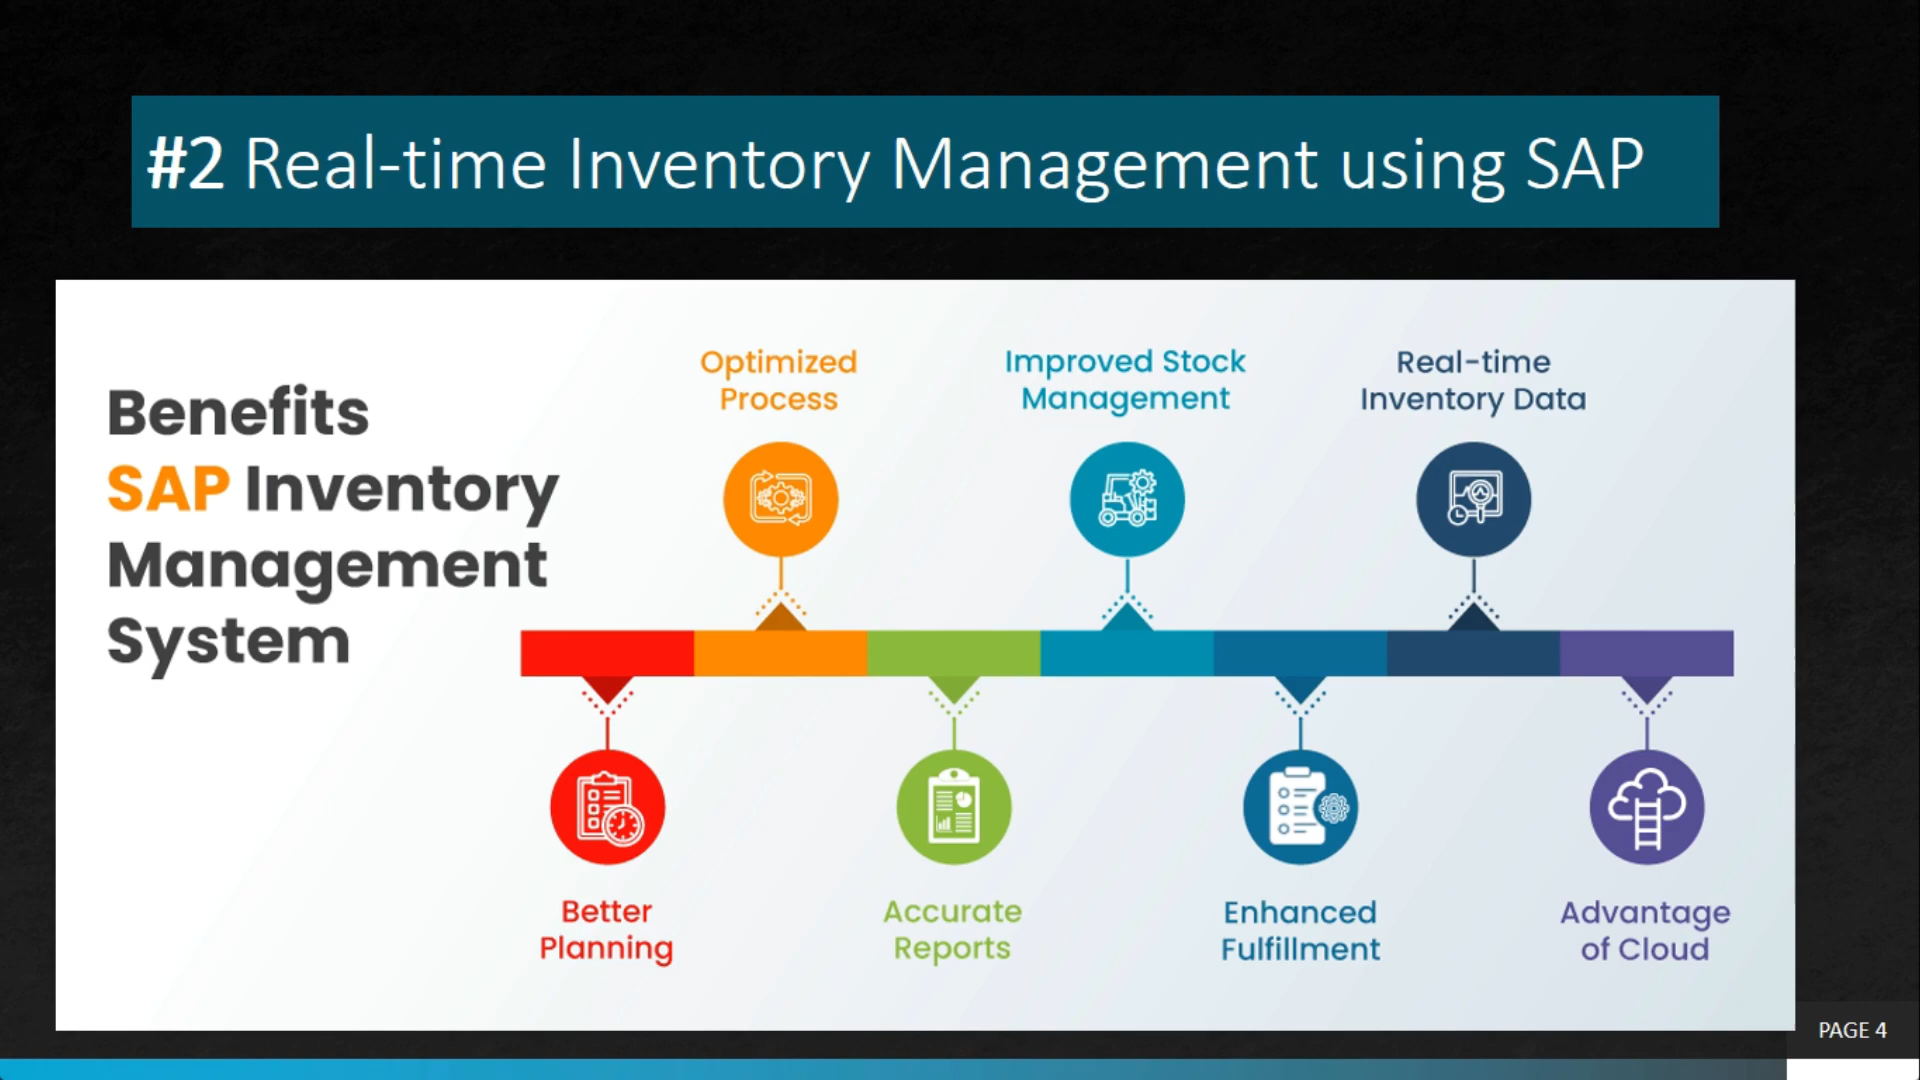 #2 Real-time Inventory Management using SAP
Benefits
SAP Inventory
Management
System
Optimized
Process
Improved Stock
Management
Real-time
Inventory Data
Better
Planning
Accurate
Reports
Enhanced
Fulfillment
Advantage
of Cloud
PAGE 4